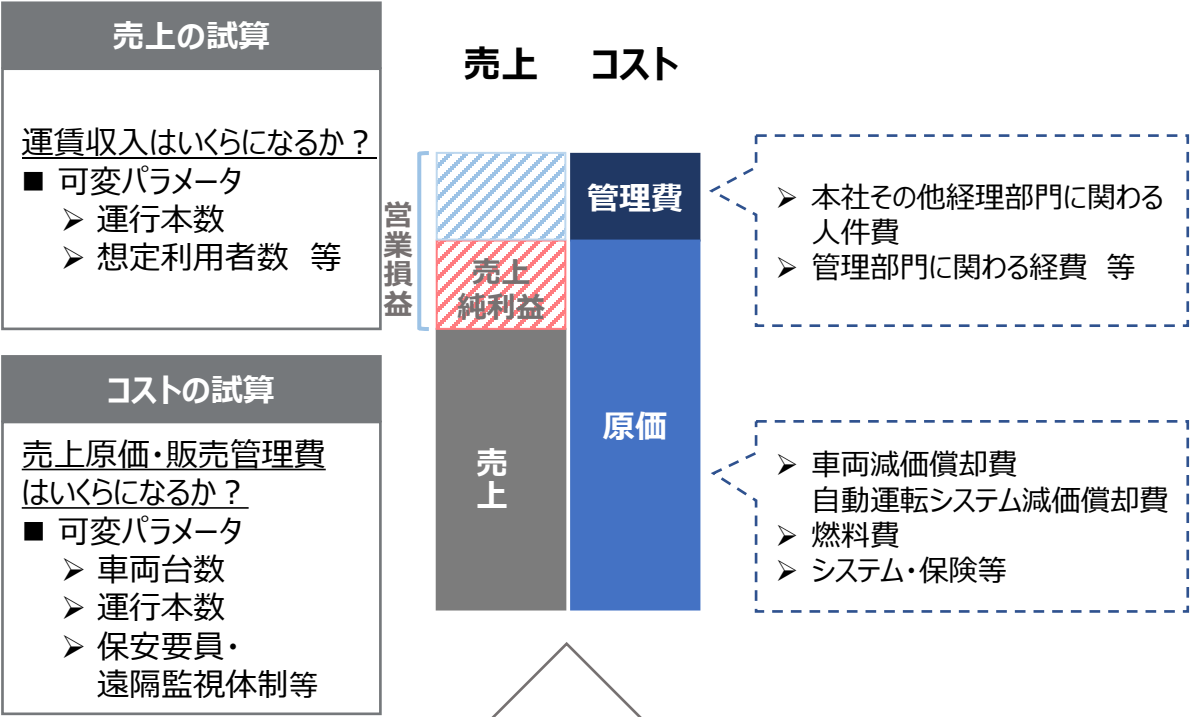 売上の試算
運賃収入はいくらになるか？
■ 可変パラメータ
➢ 運行本数
➢ 想定利用者数　等
コストの試算
売上原価・販売管理費
はいくらになるか？
■ 可変パラメータ
➢ 車両台数
➢ 運行本数
➢ 保安要員・
遠隔監視体制等
売上
コスト
営業損益
売上
純利益
売上
管理費
原価
➢ 本社その他経理部門に関わる
人件費
➢ 管理部門に関わる経費　等
➢ 車両減価償却費
自動運転システム減価償却費
➢ 燃料費
➢ システム・保険等